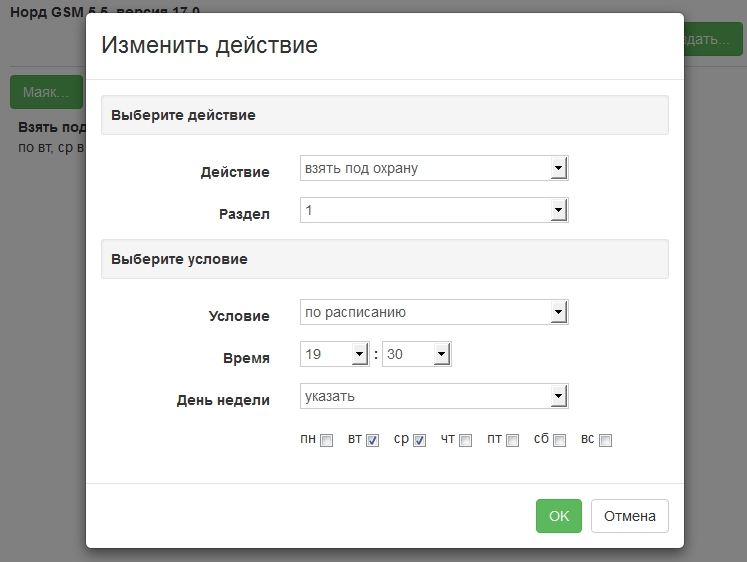 Норд GSM 5.5, версия 17.0
дать...
Маяк...
Взять под
по вт, ср в
Изменить действие
Выберите действие
Действие взять под охрану
Раздел 1
Выберите условие
Условие по расписанию
Время 19 : 30
День недели указать
пн вт ср чт пт сб вс
OK Отмена